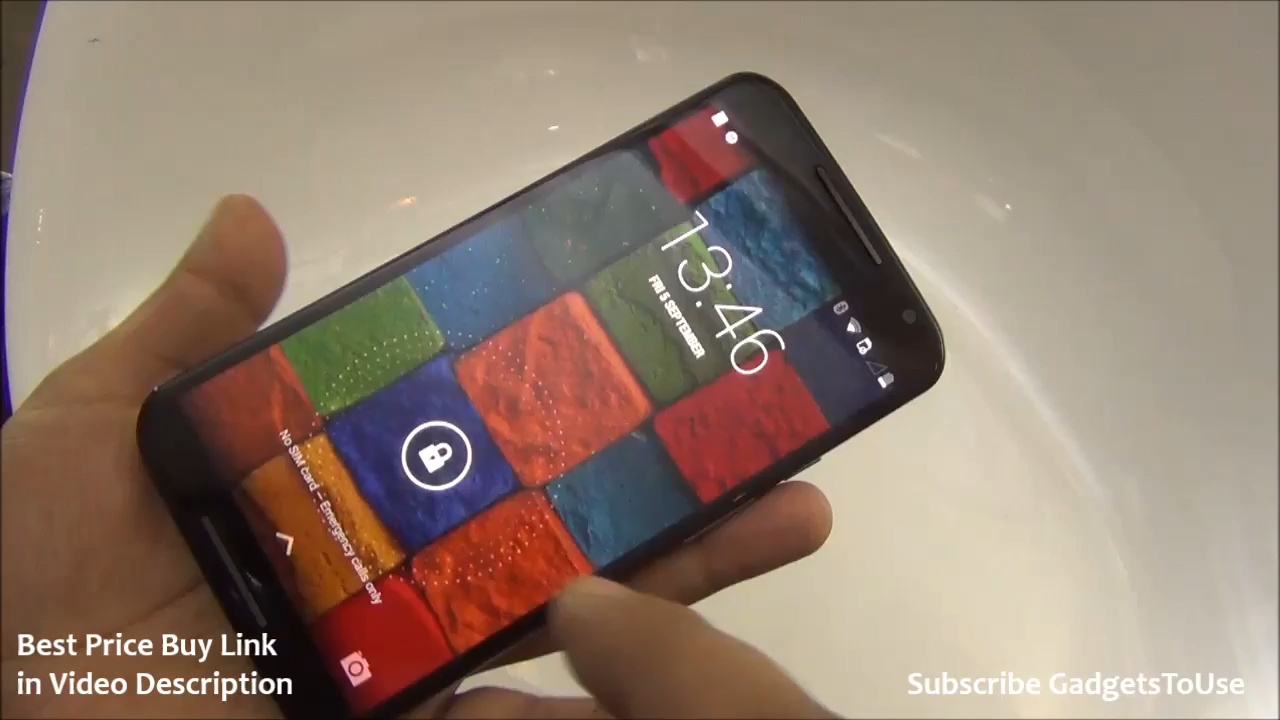 13:46
FRI 5 SEPTEMBER
No SIM card – Emergency calls only
Best Price Buy Link
in Video Description
Subscribe GadgetsToUse